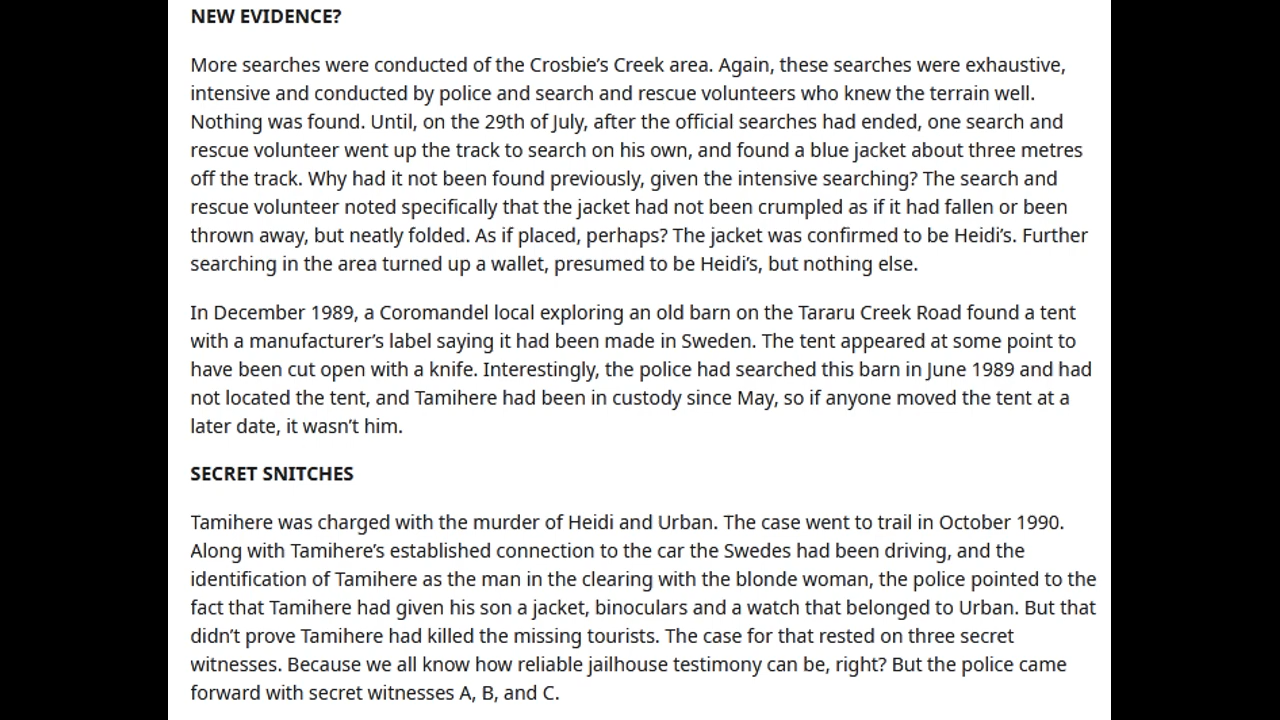 NEW EVIDENCE?
More searches were conducted of the Crosbie’s Creek area. Again, these searches were exhaustive,
intensive and conducted by police and search and rescue volunteers who knew the terrain well.
Nothing was found. Until, on the 29th of July, after the official searches had ended, one search and
rescue volunteer went up the track to search on his own, and found a blue jacket about three metres
off the track. Why had it not been found previously, given the intensive searching? The search and
rescue volunteer noted specifically that the jacket had not been crumpled as if it had fallen or been
thrown away, but neatly folded. As if placed, perhaps? The jacket was confirmed to be Heidi’s. Further
searching in the area turned up a wallet, presumed to be Heidi’s, but nothing else.
In December 1989, a Coromandel local exploring an old barn on the Tararu Creek Road found a tent
with a manufacturer’s label saying it had been made in Sweden. The tent appeared at some point to
have been cut open with a knife. Interestingly, the police had searched this barn in June 1989 and had
not located the tent, and Tamihere had been in custody since May, so if anyone moved the tent at a
later date, it wasn’t him.
SECRET SNITCHES
Tamihere was charged with the murder of Heidi and Urban. The case went to trail in October 1990.
Along with Tamihere’s established connection to the car the Swedes had been driving, and the
identification of Tamihere as the man in the clearing with the blonde woman, the police pointed to the
fact that Tamihere had given his son a jacket, binoculars and a watch that belonged to Urban. But that
didn’t prove Tamihere had killed the missing tourists. The case for that rested on three secret
witnesses. Because we all know how reliable jailhouse testimony can be, right? But the police came
forward with secret witnesses A, B, and C.